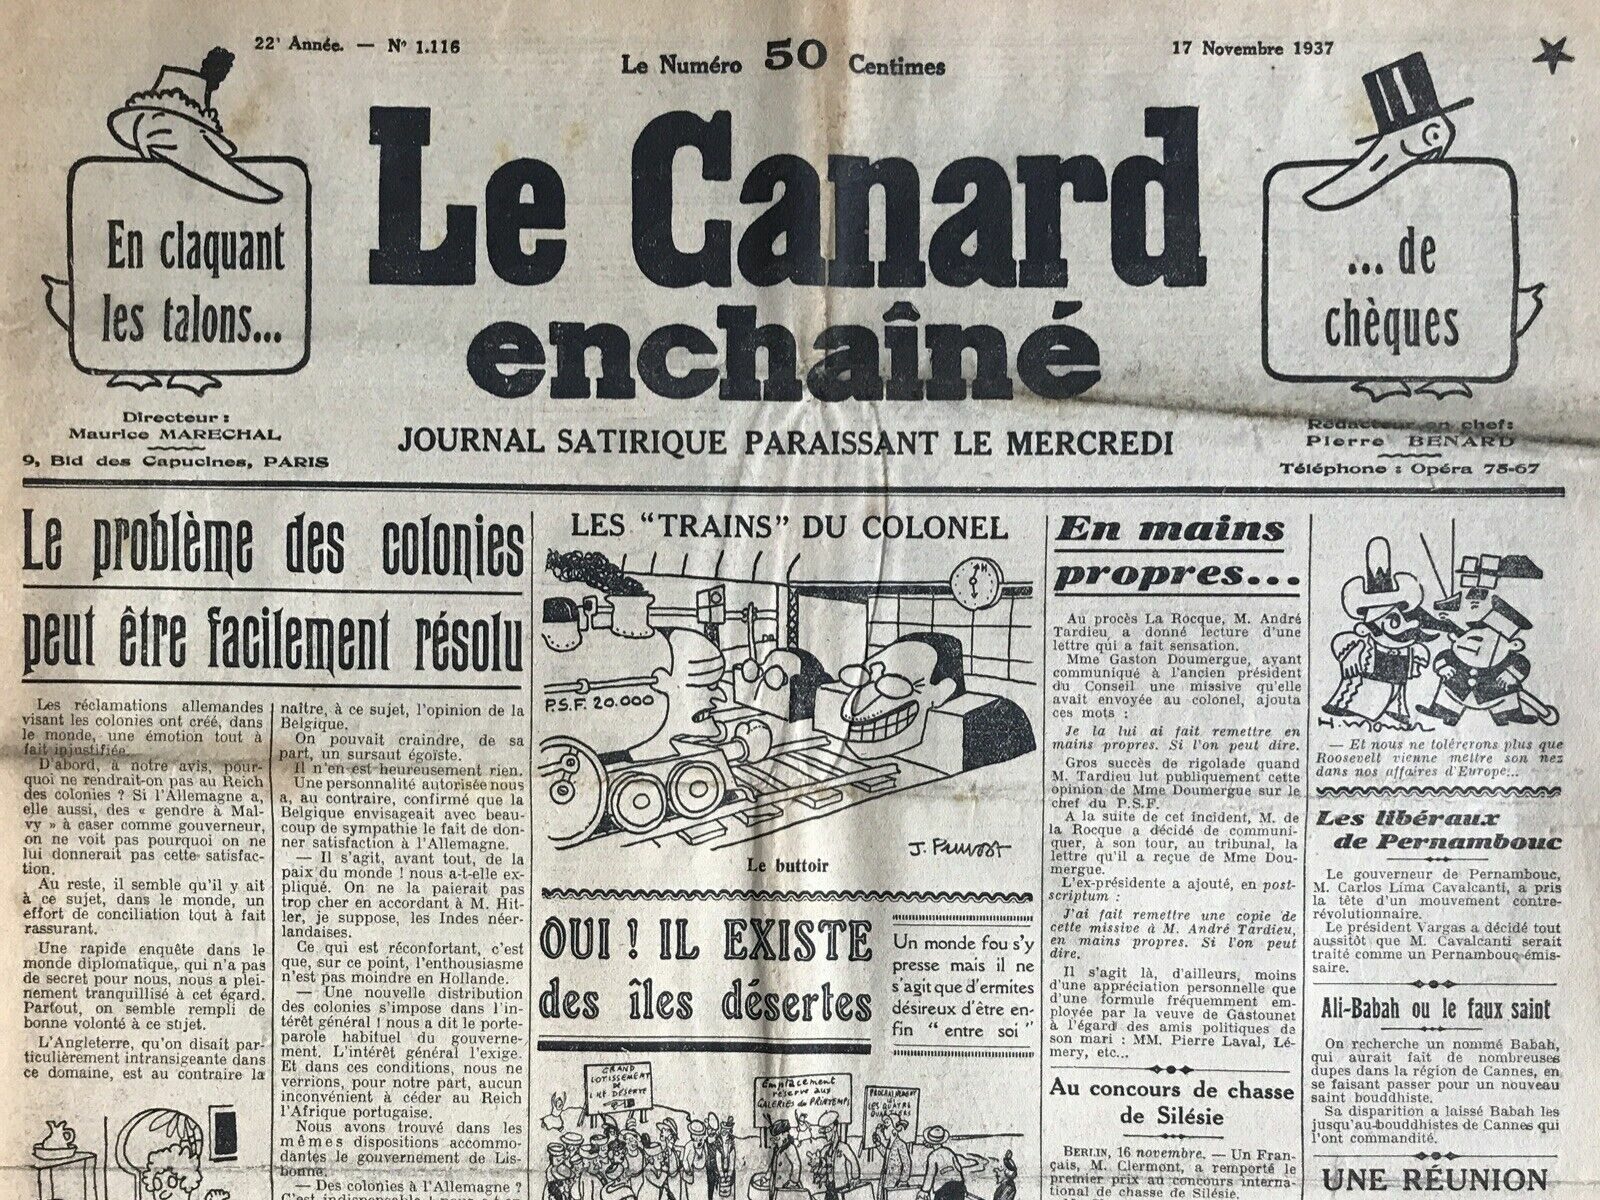 22e Année. — N° 1.116
Le Numéro 50 Centimes
17 Novembre 1937
En claquant
les talons...
Le Canard
enchaîné
... de
chèques
Directeur :
Maurice MARECHAL
9, Bld des Capucines, PARIS
JOURNAL SATIRIQUE PARAISSANT LE MERCREDI
Rédacteur en chef:
Pierre BENARD
Téléphone : Opéra 75-67
Le problème des colonies
peut être facilement résolu
Les réclamations allemandes
visant les colonies ont créé, dans
le monde, une émotion tout à
fait injustifiée.
D'abord, à notre avis, pour-
quoi ne rendrait-on pas au Reich
des colonies ? Si l'Allemagne a,
elle aussi, des « gendre à Mal-
vy » à caser comme gouverneur,
on ne voit pas pourquoi on ne
lui donnerait pas cette satisfac-
tion.
Au reste, il semble qu'il y ait
à ce sujet, dans le monde, un
effort de conciliation tout à fait
rassurant.
Une rapide enquête dans le
monde diplomatique, qui n'a pas
de secret pour nous, nous a plei-
nement tranquillisé à cet égard.
Partout, on semble rempli de
bonne volonté à ce sujet.
L'Angleterre, qu'on disait par-
ticulièrement intransigeante dans
ce domaine, est au contraire la
naître, à ce sujet, l'opinion de la
Belgique.
On pouvait craindre, de sa
part, un sursaut égoïste.
Il n'en est heureusement rien.
Une personnalité autorisée nous
a, au contraire, confirmé que la
Belgique envisageait avec beau-
coup de sympathie le fait de don-
ner satisfaction à l'Allemagne.
— Il s'agit, avant tout, de la
paix du monde ! nous a-t-elle ex-
pliqué. On ne la paierait pas
trop cher en accordant à M. Hit-
ler, je suppose, les Indes néer-
landaises.
Ce qui est réconfortant, c'est
que, sur ce point, l'enthousiasme
n'est pas moindre en Hollande.
— Une nouvelle distribution
des colonies s'impose dans l'in-
térêt général ! nous a dit le porte-
parole habituel du gouverne-
ment. L'intérêt général l'exige.
Et dans ces conditions, nous ne
verrions, pour notre part, aucun
inconvénient à céder au Reich
l'Afrique portugaise.
Nous avons trouvé dans les
mêmes dispositions accommo-
dantes le gouvernement de Lis-
bonne.
— Des colonies à l'Allemagne ?
LES "TRAINS" DU COLONEL
P.S.F. 20.000
Le buttoir
OUI ! IL EXISTE
des îles désertes
Un monde fou s'y
presse mais il ne
s'agit que d'ermites
désireux d'être en-
fin " entre soi "
GRAND
LOTISSEMENT
DE
L'ILE DÉSERTE
Emplacement
réservé aux
GALERIES du PRINTEMPS
En mains
propres...
Au procès La Rocque, M. André
Tardieu a donné lecture d'une
lettre qui a fait sensation.
Mme Gaston Doumergue, ayant
communiqué à l'ancien président
du Conseil une missive qu'elle
avait envoyée au colonel, ajouta
ces mots :
Je la lui ai fait remettre en
mains propres. Si l'on peut dire.
Gros succès de rigolade quand
M. Tardieu lut publiquement cette
opinion de Mme Doumergue sur le
chef du P.S.F.
A la suite de cet incident, M. de
la Rocque a décidé de communi-
quer, à son tour, au tribunal, la
lettre qu'il a reçue de Mme Dou-
mergue.
L'ex-présidente a ajouté, en post-
scriptum :
J'ai fait remettre une copie de
cette missive à M. André Tardieu,
en mains propres. Si l'on peut
dire.
Il s'agit là, d'ailleurs, moins
d'une appréciation personnelle que
d'une formule fréquemment em-
ployée par la veuve de Gastounet
à l'égard des amis politiques de
son mari : MM. Pierre Laval, Lé-
mery, etc...
Au concours de chasse
de Silésie
BERLIN, 16 novembre. — Un Fran-
çais, M. Clermont, a remporté le
premier prix au concours interna-
tional de chasse de Silésie.
— Et nous ne tolérerons plus que
Roosevelt vienne mettre son nez
dans nos affaires d'Europe...
Les libéraux
de Pernambouc
Le gouverneur de Pernambouc,
M. Carlos Lima Cavalcanti, a pris
la tête d'un mouvement contre-
révolutionnaire.
Le président Vargas a décidé tout
aussitôt que M. Cavalcanti serait
traité comme un Pernambouc émis-
saire.
Ali-Babah ou le faux saint
On recherche un nommé Babah,
qui aurait fait de nombreuses
dupes dans la région de Cannes, en
se faisant passer pour un nouveau
saint bouddhiste.
Sa disparition a laissé Babah les
jusqu'au-bouddhistes de Cannes qui
l'ont commandité.
UNE RÉUNION